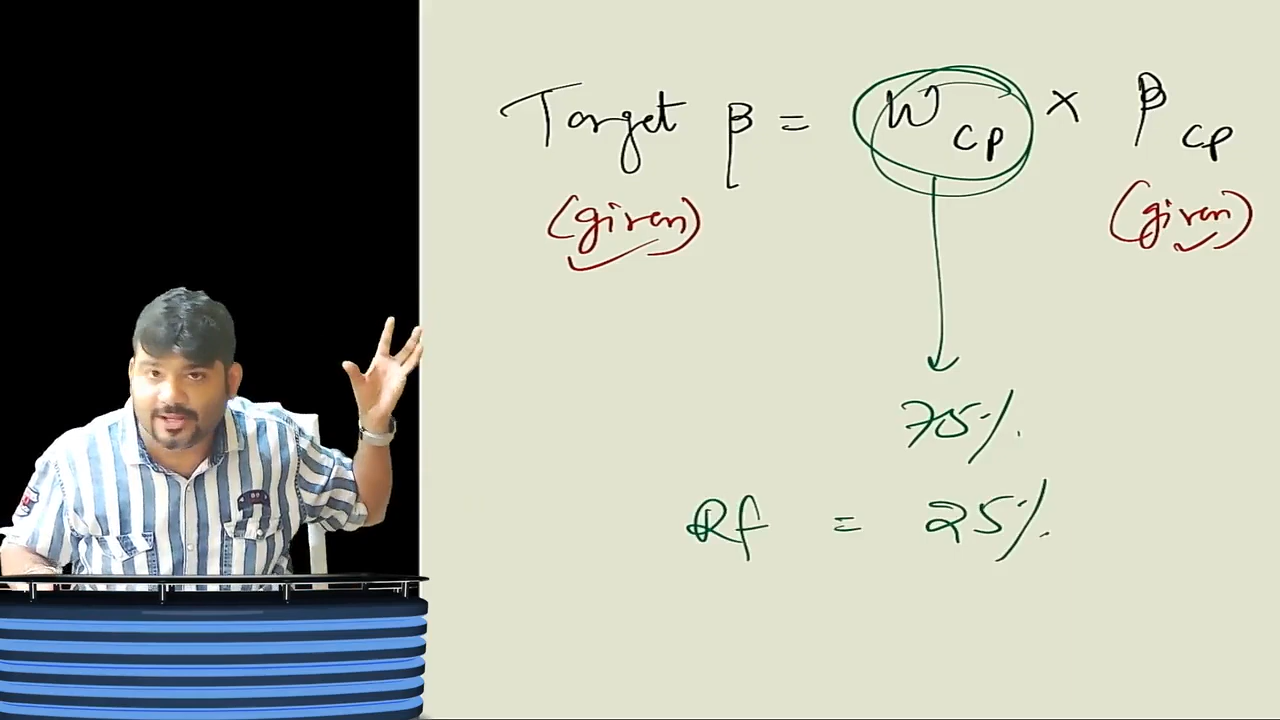 Target β = W CP × β CP
(given) (given)
75%.
Rf = 25%.